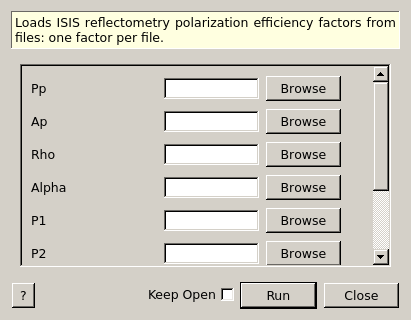 Loads ISIS reflectometry polarization efficiency factors from
files: one factor per file.
Pp Browse
Ap Browse
Rho Browse
Alpha Browse
P1 Browse
P2 Browse
? Keep Open Run Close